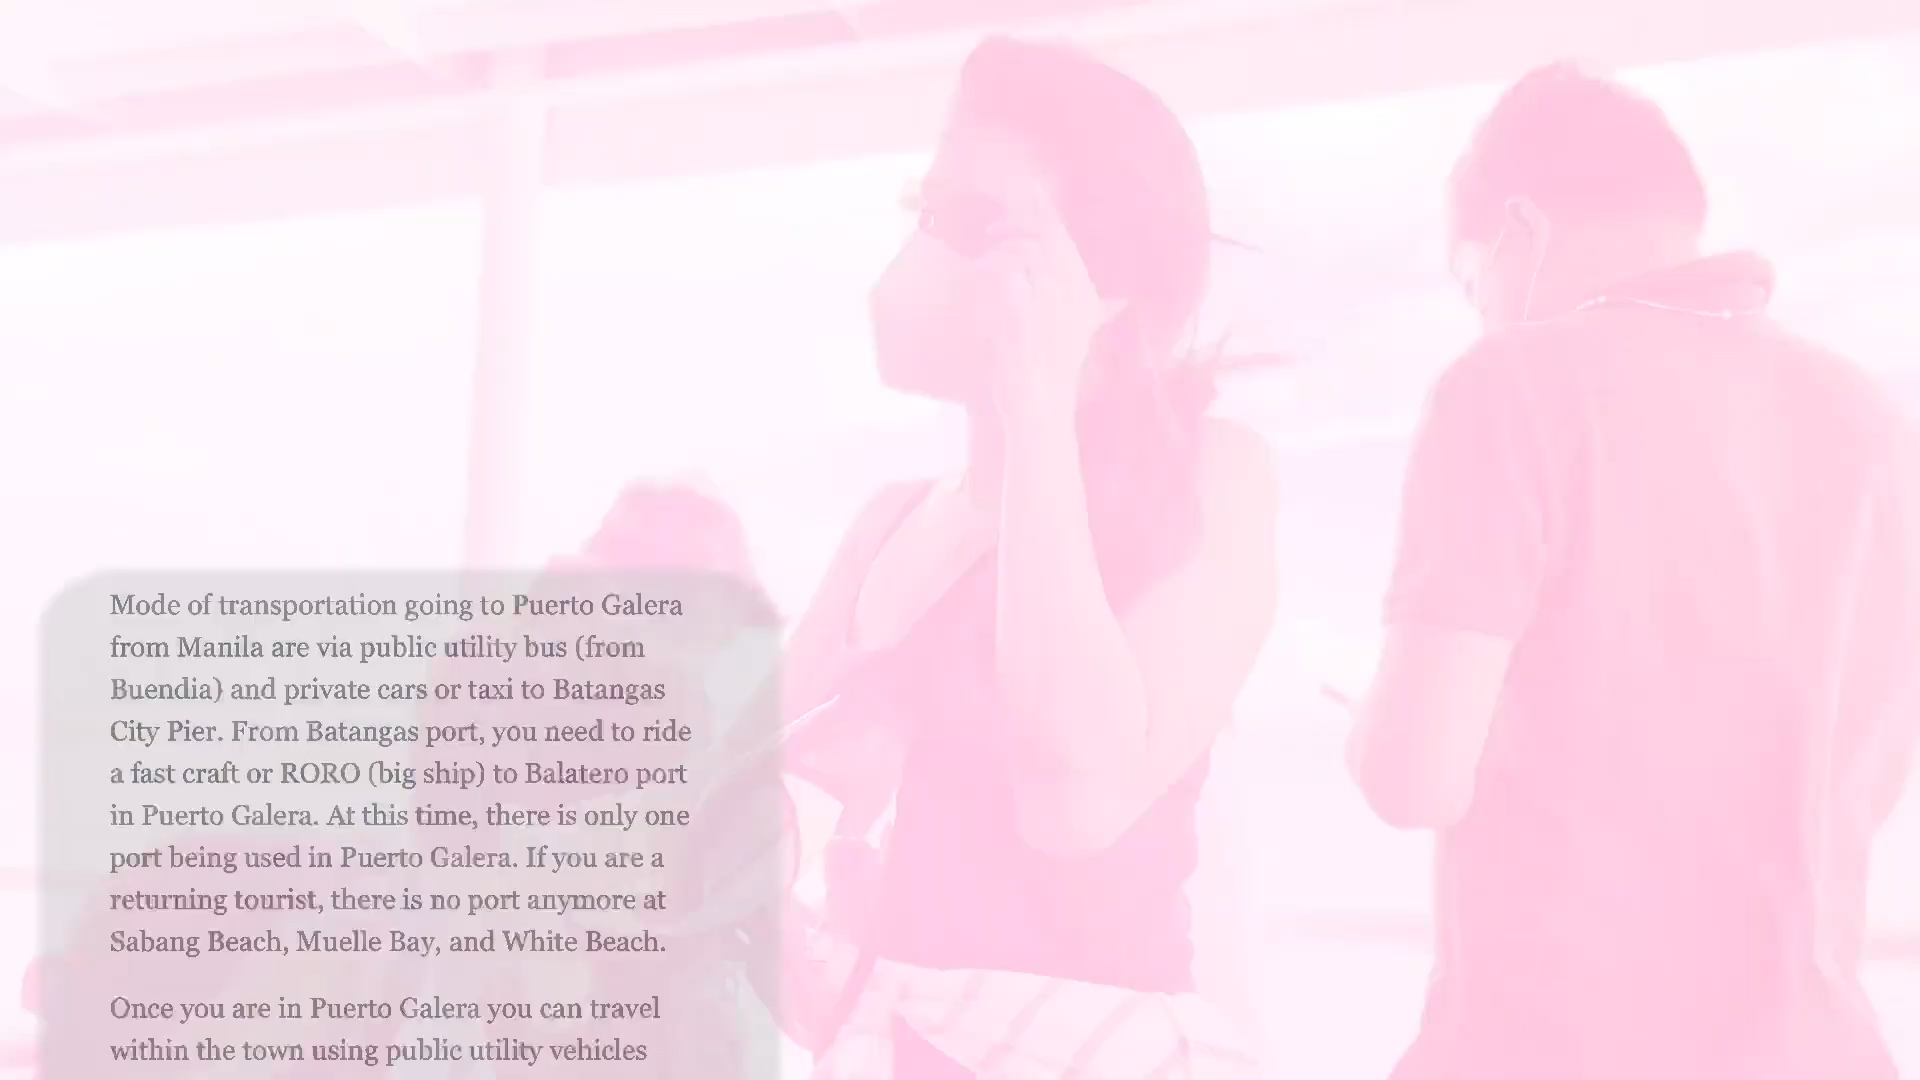 Mode of transportation going to Puerto Galera
from Manila are via public utility bus (from
Buendia) and private cars or taxi to Batangas
City Pier. From Batangas port, you need to ride
a fast craft or RORO (big ship) to Balatero port
in Puerto Galera. At this time, there is only one
port being used in Puerto Galera. If you are a
returning tourist, there is no port anymore at
Sabang Beach, Muelle Bay, and White Beach.
Once you are in Puerto Galera you can travel
within the town using public utility vehicles